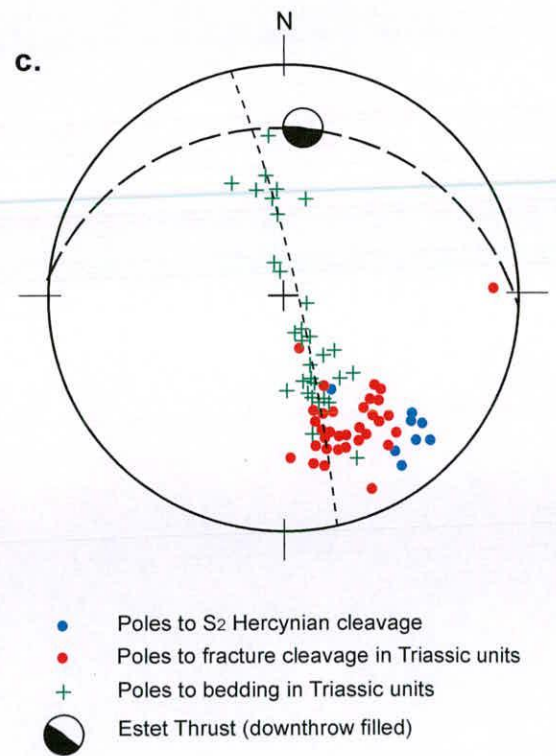 N
c.
Poles to S2 Hercynian cleavage
Poles to fracture cleavage in Triassic units
Poles to bedding in Triassic units
Estet Thrust (downthrow filled)